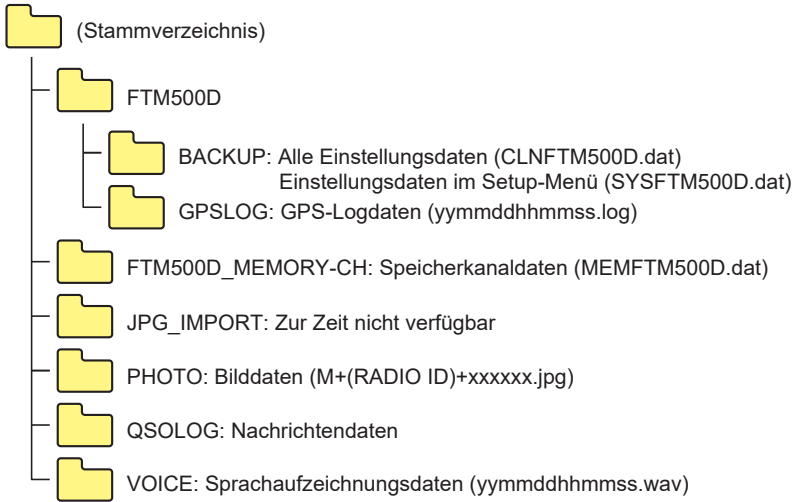 (Stammverzeichnis)
FTM500D
BACKUP: Alle Einstellungsdaten (CLNFTM500D.dat)
Einstellungsdaten im Setup-Menü (SYSFTM500D.dat)
GPSLOG: GPS-Logdaten (yymmddhhmmss.log)
FTM500D_MEMORY-CH: Speicherkanaldaten (MEMFTM500D.dat)
JPG_IMPORT: Zur Zeit nicht verfügbar
PHOTO: Bilddaten (M+(RADIO ID)+xxxxxx.jpg)
QSOLOG: Nachrichtendaten
VOICE: Sprachaufzeichnungsdaten (yymmddhhmmss.wav)